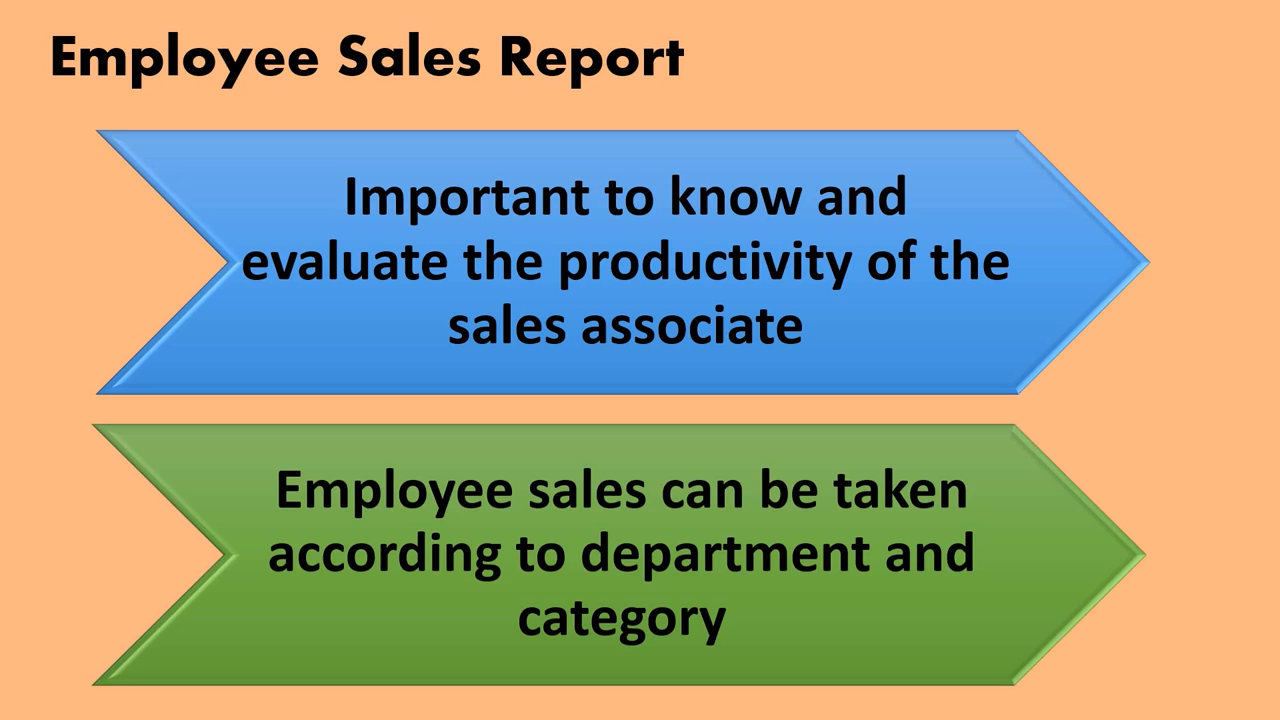 Employee Sales Report
Important to know and
evaluate the productivity of the
sales associate
Employee sales can be taken
according to department and
category